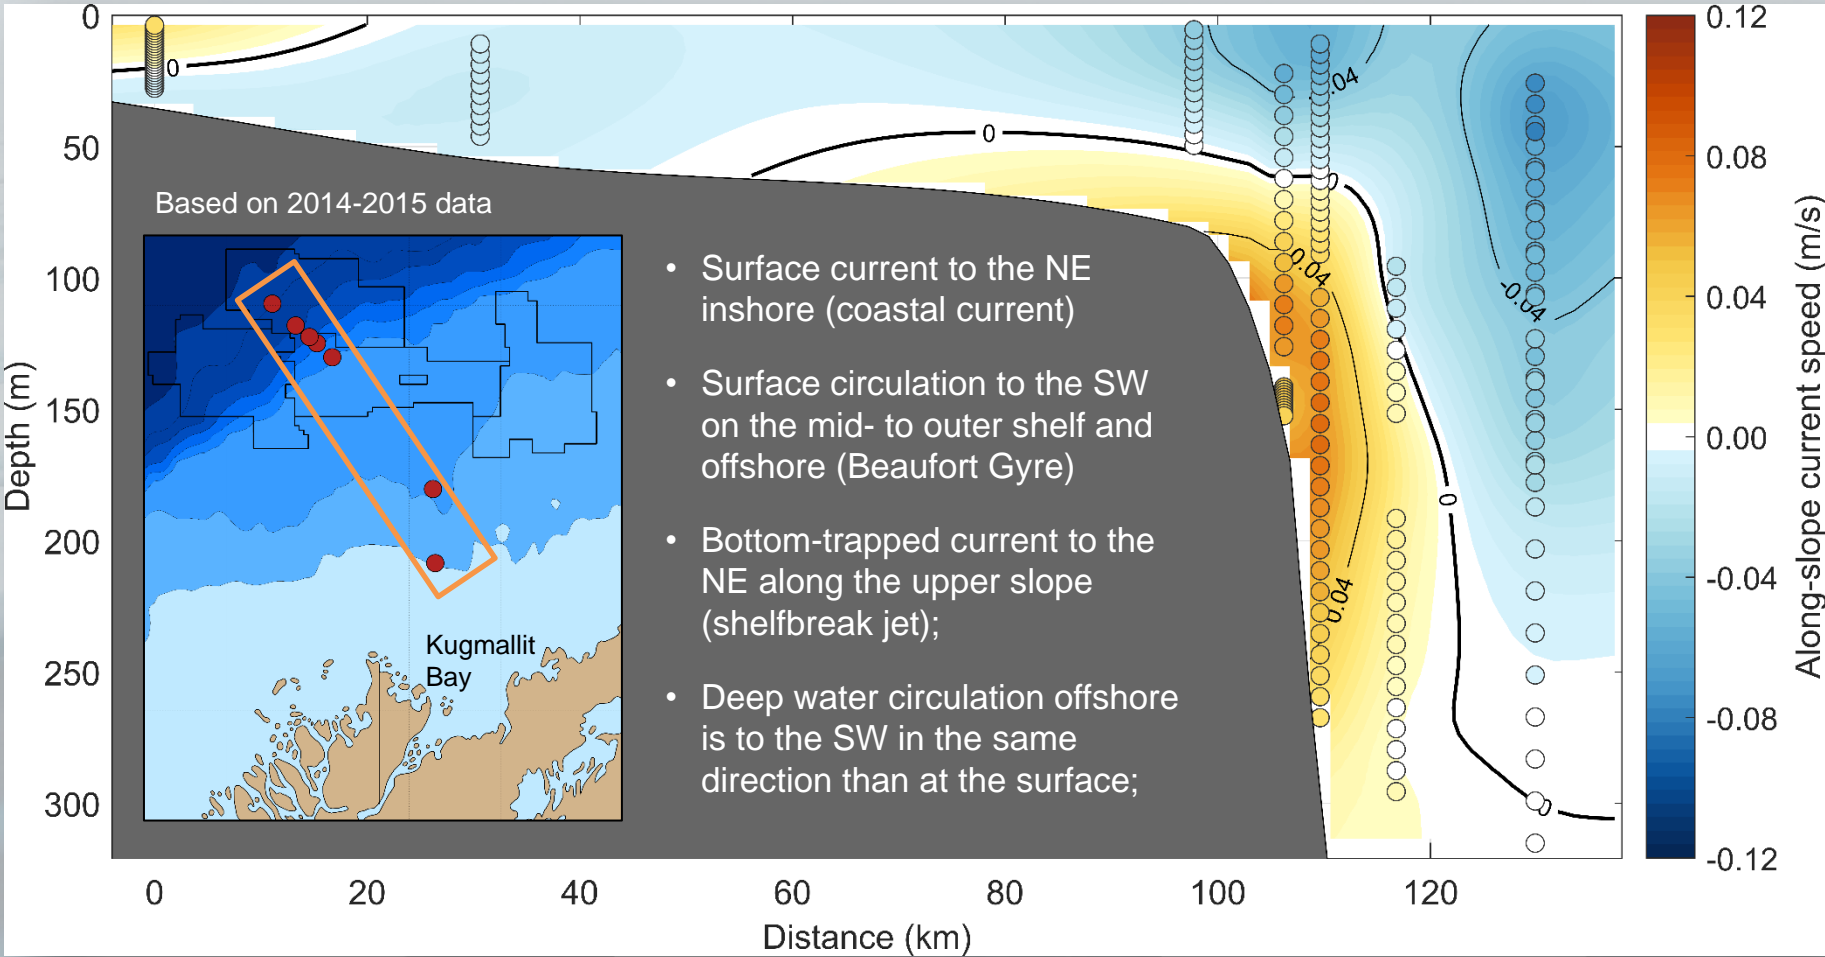 0
50
100
150
200
250
300
Depth (m)
0
20
40
60
80
100
120
Distance (km)
0
0
0
0
0
0.04
-0.04
0.04
0.04
-0.04
Based on 2014-2015 data
Kugmallit
Bay
• Surface current to the NE
inshore (coastal current)
• Surface circulation to the SW
on the mid- to outer shelf and
offshore (Beaufort Gyre)
• Bottom-trapped current to the
NE along the upper slope
(shelfbreak jet);
• Deep water circulation offshore
is to the SW in the same
direction than at the surface;
0.12
0.08
0.04
0.00
-0.04
-0.08
-0.12
Along-slope current speed (m/s)